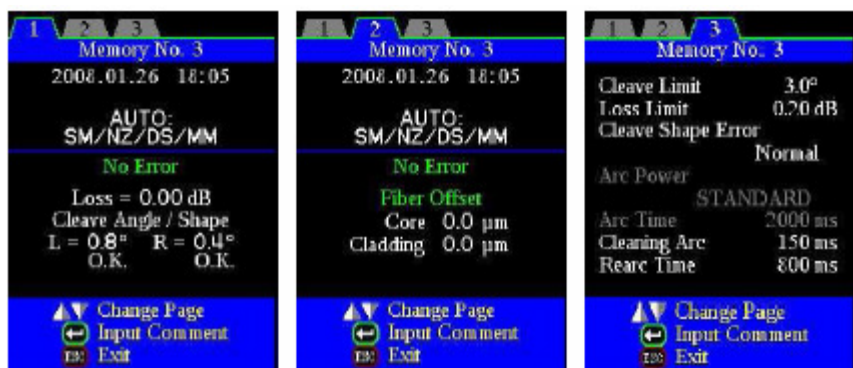 1 2 3
Memory No. 3
2008.01.26 18:05
AUTO:
SM/NZ/DS/MM
No Error
Loss = 0.00 dB
Cleave Angle / Shape
L = 0.8° R = 0.4°
O.K. O.K.
Change Page
Input Comment
ESC Exit
1 2 3
Memory No. 3
2008.01.26 18:05
AUTO:
SM/NZ/DS/MM
No Error
Fiber Offset
Core 0.0 µm
Cladding 0.0 µm
Change Page
Input Comment
ESC Exit
1 2 3
Memory No. 3
Cleave Limit 3.0°
Loss Limit 0.20 dB
Cleave Shape Error
Normal
Arc Power
STANDARD
Arc Time 2000 ms
Cleaning Arc 150 ms
Rearc Time 800 ms
Change Page
Input Comment
ESC Exit